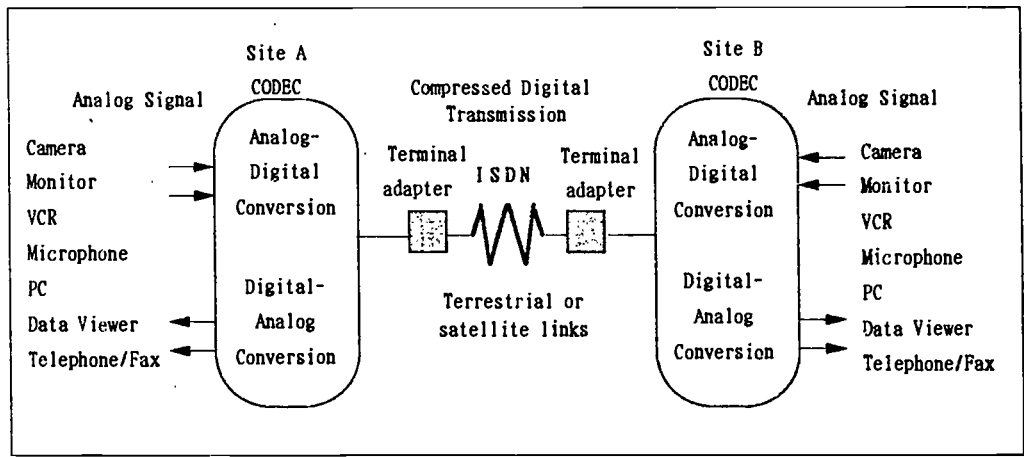 Site A
CODEC
Analog Signal
Camera
Monitor
VCR
Microphone
PC
Data Viewer
Telephone/Fax
Analog-
Digital
Conversion
Digital-
Analog
Conversion
Compressed Digital
Transmission
Terminal
adapter
ISDN
Terminal
adapter
Terrestrial or
satellite links
Site B
CODEC
Analog Signal
Analog-
Digital
Conversion
Digital-
Analog
Conversion
Camera
Monitor
VCR
Microphone
PC
Data Viewer
Telephone/Fax